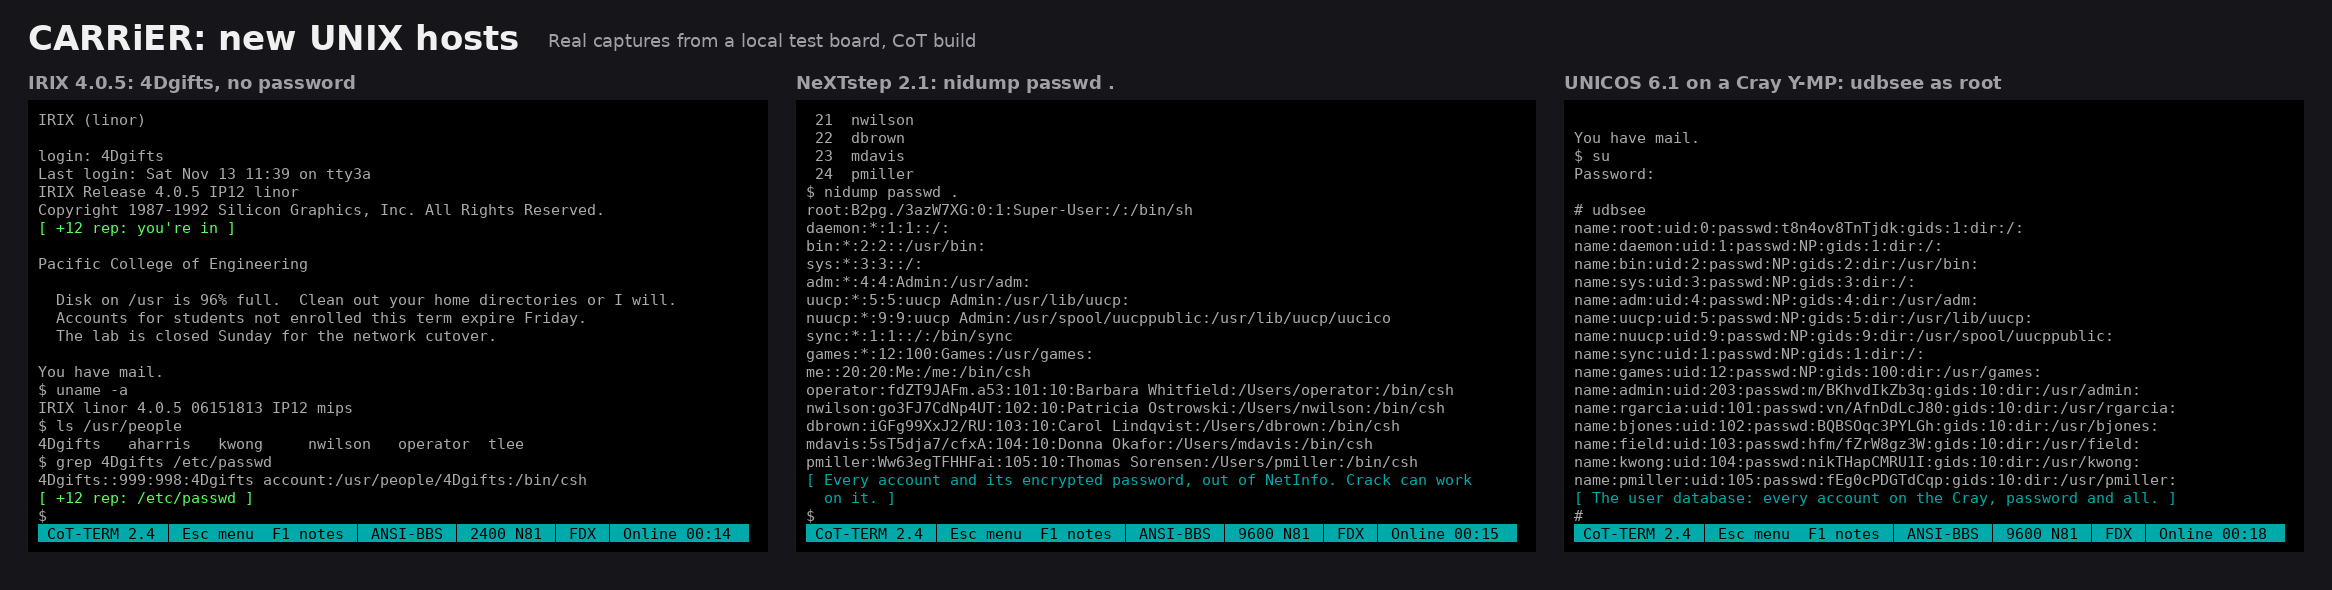 CARRiER: new UNIX hosts
Real captures from a local test board, CoT build
IRIX 4.0.5: 4Dgifts, no password
IRIX (linor)
login: 4Dgifts
Last login: Sat Nov 13 11:39 on tty3a
IRIX Release 4.0.5 IP12 linor
Copyright 1987-1992 Silicon Graphics, Inc. All Rights Reserved.
[ +12 rep: you're in ]
Pacific College of Engineering
Disk on /usr is 96% full.  Clean out your home directories or I will.
Accounts for students not enrolled this term expire Friday.
The lab is closed Sunday for the network cutover.
You have mail.
$ uname -a
IRIX linor 4.0.5 06151813 IP12 mips
$ ls /usr/people
4Dgifts   aharris   kwong     nwilson   operator  tlee
$ grep 4Dgifts /etc/passwd
4Dgifts::999:998:4Dgifts account:/usr/people/4Dgifts:/bin/csh
[ +12 rep: /etc/passwd ]
$
CoT-TERM 2.4 | Esc menu  F1 notes | ANSI-BBS | 2400 N81 | FDX | Online 00:14
NeXTstep 2.1: nidump passwd .
21  nwilson
22  dbrown
23  mdavis
24  pmiller
$ nidump passwd .
root:B2pg./3azW7XG:0:1:Super-User:/:/bin/sh
daemon:*:1:1::/:
bin:*:2:2::/usr/bin:
sys:*:3:3::/:
adm:*:4:4:Admin:/usr/adm:
uucp:*:5:5:uucp Admin:/usr/lib/uucp:
nuucp:*:9:9:uucp Admin:/usr/spool/uucppublic:/usr/lib/uucp/uucico
sync:*:1:1::/:/bin/sync
games:*:12:100:Games:/usr/games:
me::20:20:Me:/me:/bin/csh
operator:fdZT9JAFm.a53:101:10:Barbara Whitfield:/Users/operator:/bin/csh
nwilson:go3FJ7CdNp4UT:102:10:Patricia Ostrowski:/Users/nwilson:/bin/csh
dbrown:iGFg99XxJ2/RU:103:10:Carol Lindqvist:/Users/dbrown:/bin/csh
mdavis:5sT5dja7/cfxA:104:10:Donna Okafor:/Users/mdavis:/bin/csh
pmiller:Ww63egTFHHFai:105:10:Thomas Sorensen:/Users/pmiller:/bin/csh
[ Every account and its encrypted password, out of NetInfo. Crack can work
on it. ]
$
CoT-TERM 2.4 | Esc menu  F1 notes | ANSI-BBS | 9600 N81 | FDX | Online 00:15
UNICOS 6.1 on a Cray Y-MP: udbsee as root
You have mail.
$ su
Password:
# udbsee
name:root:uid:0:passwd:t8n4ov8TnTjdk:gids:1:dir:/:
name:daemon:uid:1:passwd:NP:gids:1:dir:/:
name:bin:uid:2:passwd:NP:gids:2:dir:/usr/bin:
name:sys:uid:3:passwd:NP:gids:3:dir:/:
name:adm:uid:4:passwd:NP:gids:4:dir:/usr/adm:
name:uucp:uid:5:passwd:NP:gids:5:dir:/usr/lib/uucp:
name:nuucp:uid:9:passwd:NP:gids:9:dir:/usr/spool/uucppublic:
name:sync:uid:1:passwd:NP:gids:1:dir:/:
name:games:uid:12:passwd:NP:gids:100:dir:/usr/games:
name:admin:uid:203:passwd:m/BKhvdIkZb3q:gids:10:dir:/usr/admin:
name:rgarcia:uid:101:passwd:vn/AfnDdLcJ80:gids:10:dir:/usr/rgarcia:
name:bjones:uid:102:passwd:BQBSOqc3PYLGh:gids:10:dir:/usr/bjones:
name:field:uid:103:passwd:hfm/fZrW8gz3W:gids:10:dir:/usr/field:
name:kwong:uid:104:passwd:nikTHapCMRU1I:gids:10:dir:/usr/kwong:
name:pmiller:uid:105:passwd:fEg0cPDGTdCqp:gids:10:dir:/usr/pmiller:
[ The user database: every account on the Cray, password and all. ]
#
CoT-TERM 2.4 | Esc menu  F1 notes | ANSI-BBS | 9600 N81 | FDX | Online 00:18